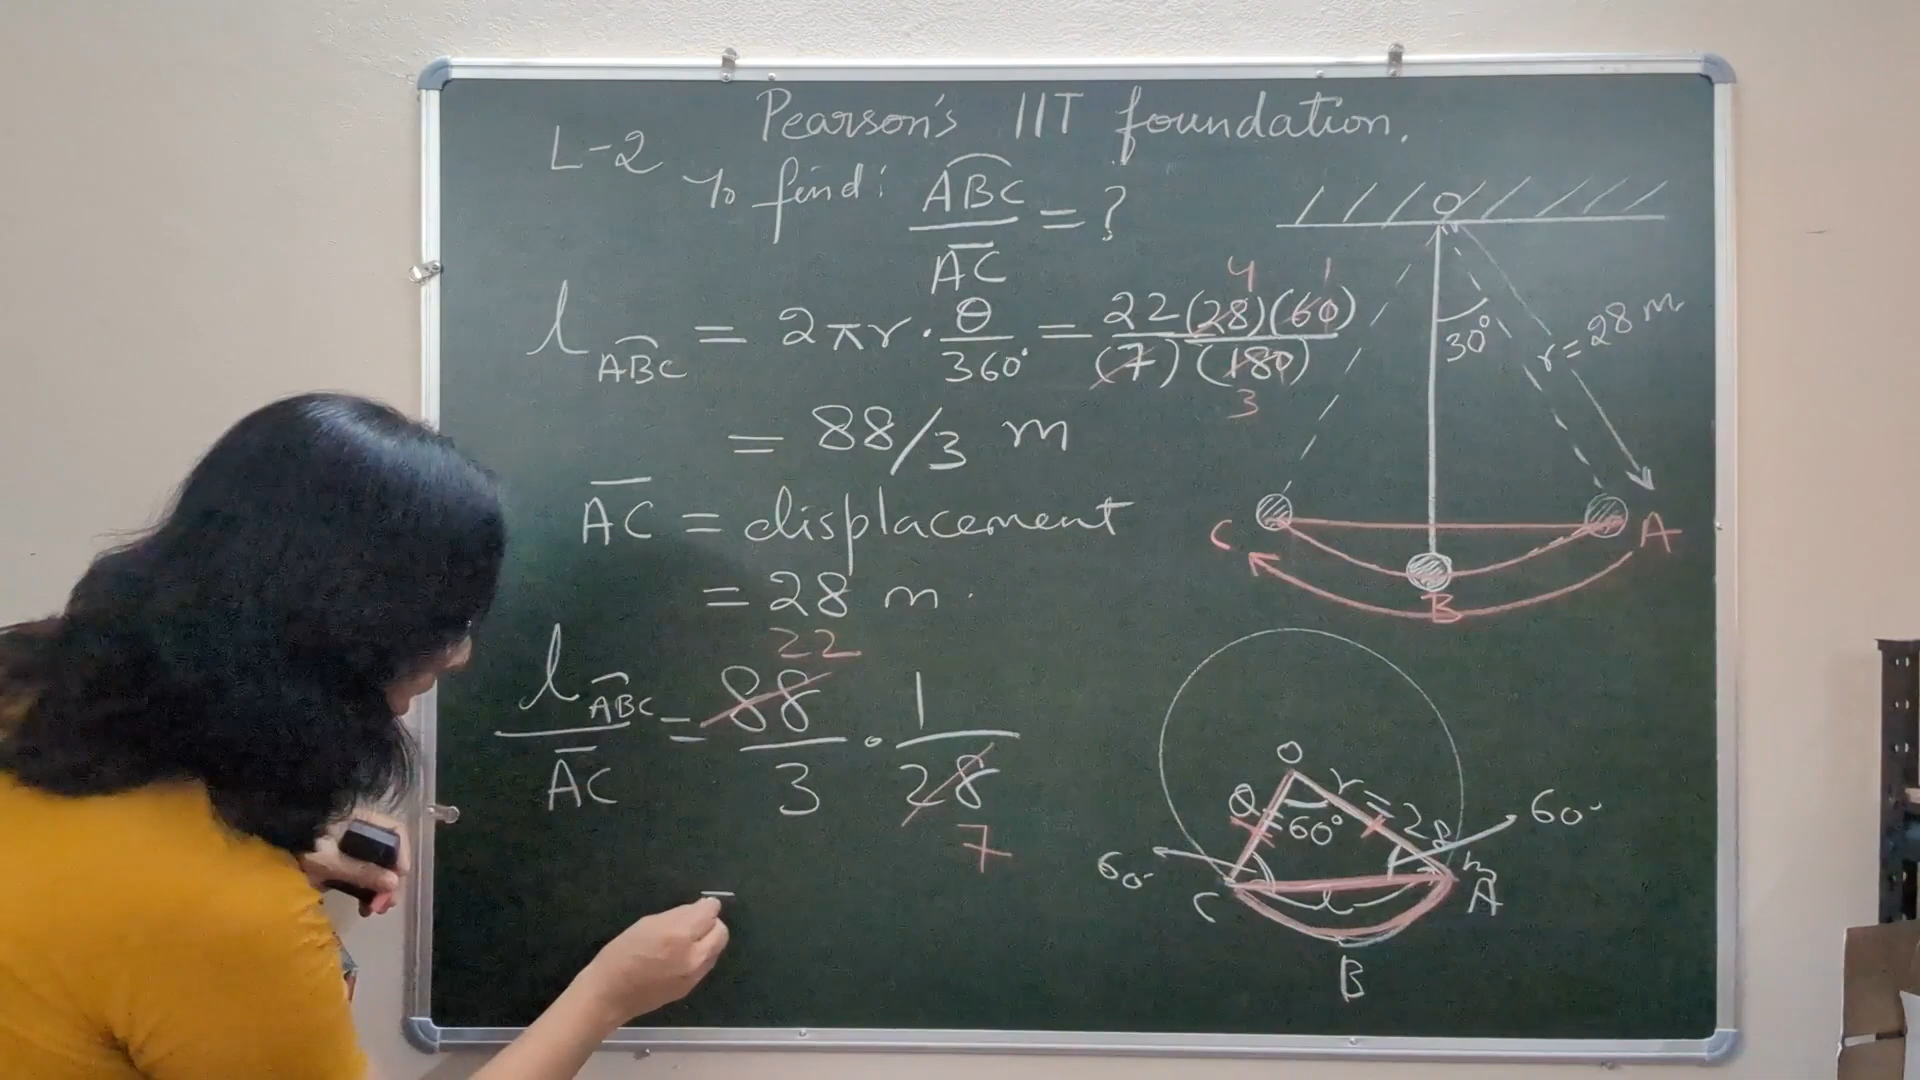 Pearson's IIT foundation.
L-2
To find: ABC / AC = ?
l ABC = 2πr · θ/360° = 22(28)(60) / (7)(180)
4 1
3
= 88/3 m
AC = displacement
= 28 m.
22
l ABC / AC = 88/3 · 1/28
7
O
30°
r = 28 m
C
A
B
O
θ = 60°
r = 28 m
60°
60°
C
l
A
B